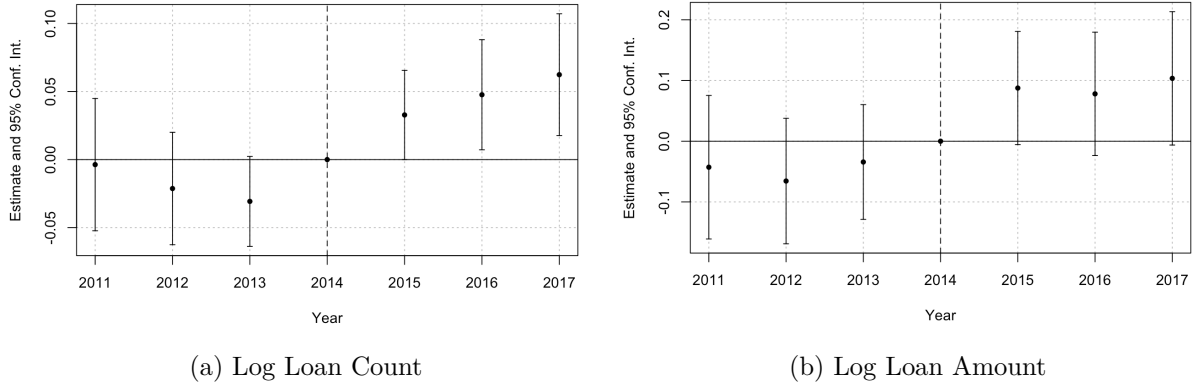 Estimate and 95% Conf. Int.
0.10
0.05
0.00
-0.05
2011 2012 2013 2014 2015 2016 2017
Year
(a) Log Loan Count
Estimate and 95% Conf. Int.
0.2
0.1
0.0
-0.1
2011 2012 2013 2014 2015 2016 2017
Year
(b) Log Loan Amount